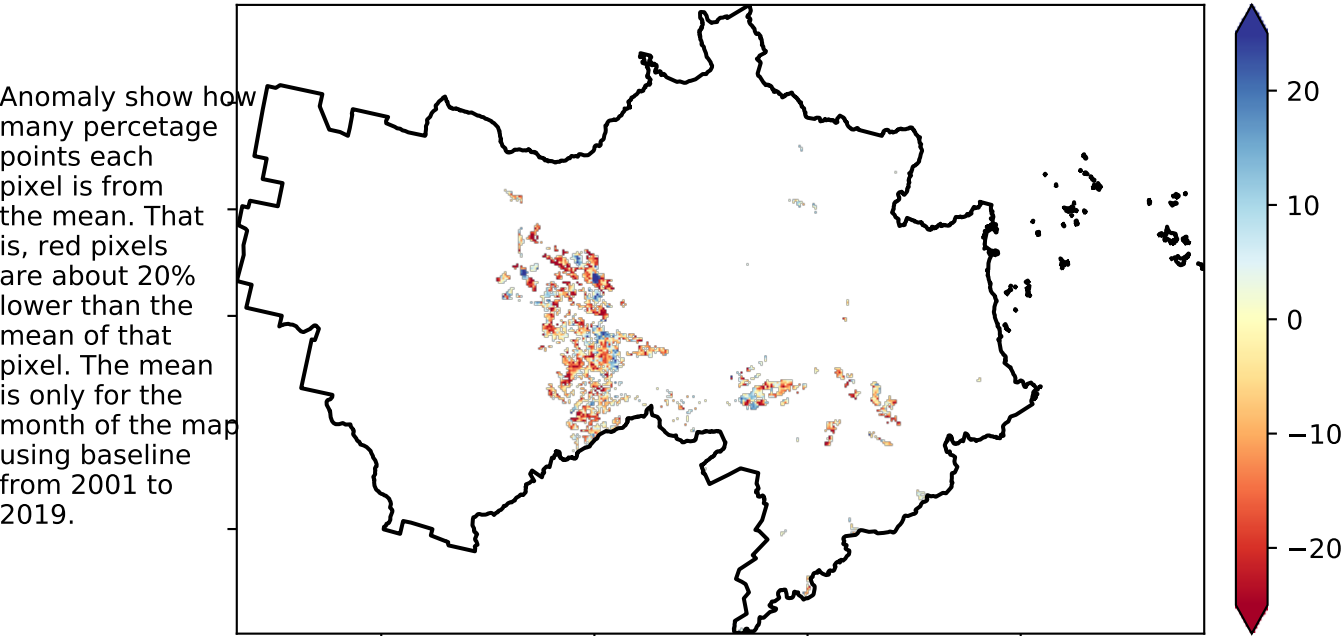 Anomaly show how
many percetage
points each
pixel is from
the mean. That
is, red pixels
are about 20%
lower than the
mean of that
pixel. The mean
is only for the
month of the map
using baseline
from 2001 to
2019.
20
10
0
−10
−20